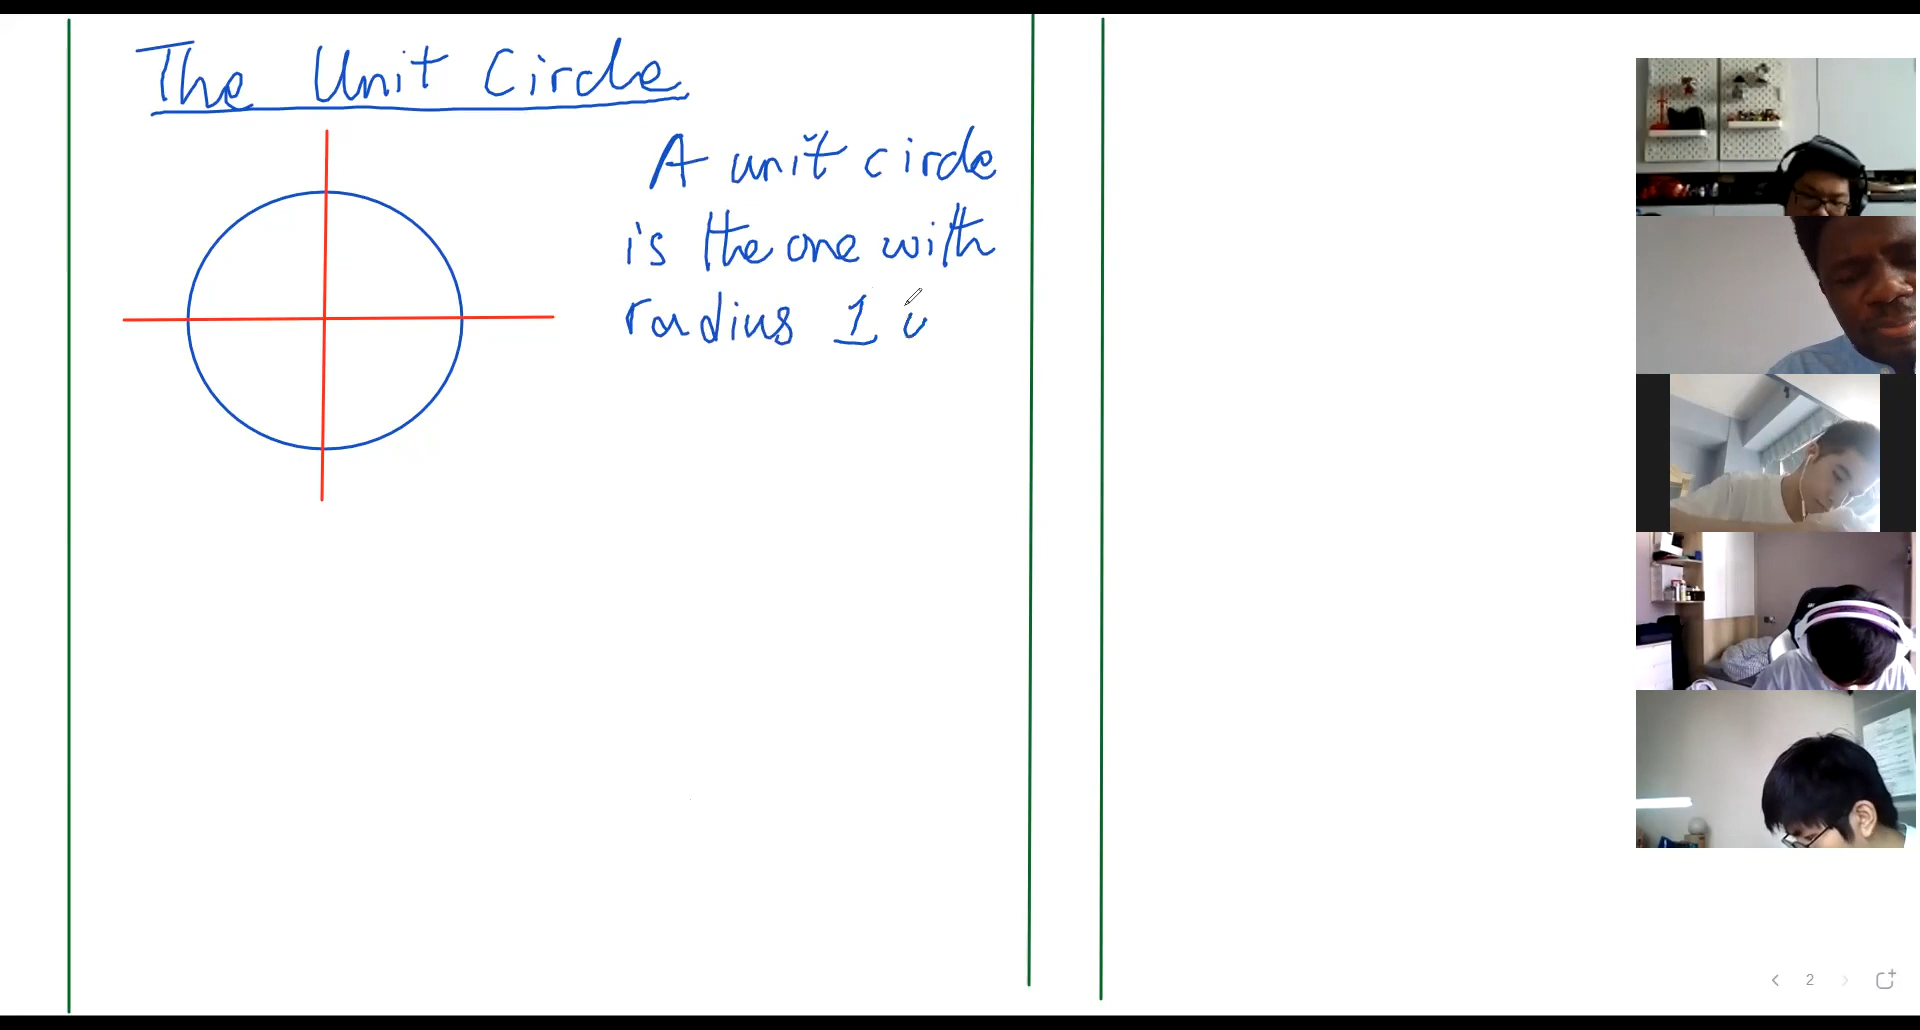 The Unit Circle
A unit circle
is the one with
radius 1 u
2